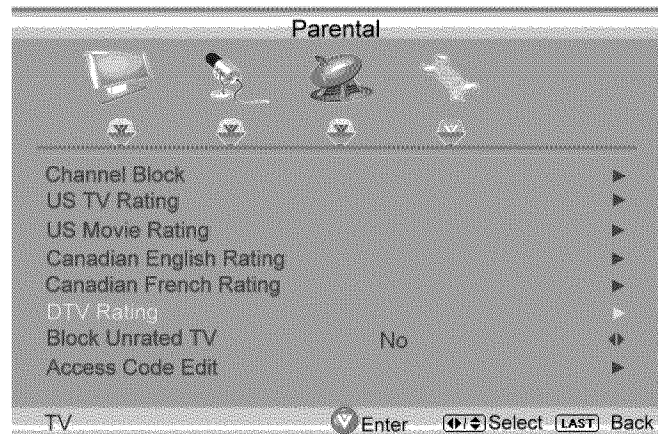 Parental
Channel Block
US TV Rating
US Movie Rating
Canadian English Rating
Canadian French Rating
DTV Rating
Block Unrated TV No
Access Code Edit
TV Enter Select LAST Back